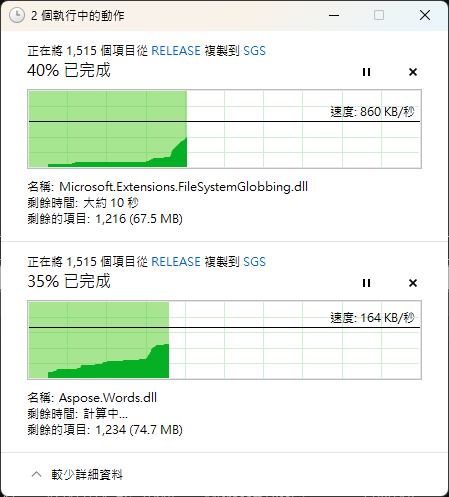 2 個執行中的動作
正在將 1,515 個項目從 RELEASE 複製到 SGS
40% 已完成
速度: 860 KB/秒
名稱: Microsoft.Extensions.FileSystemGlobbing.dll
剩餘時間: 大約 10 秒
剩餘的項目: 1,216 (67.5 MB)
正在將 1,515 個項目從 RELEASE 複製到 SGS
35% 已完成
速度: 164 KB/秒
名稱: Aspose.Words.dll
剩餘時間: 計算中...
剩餘的項目: 1,234 (74.7 MB)
較少詳細資料